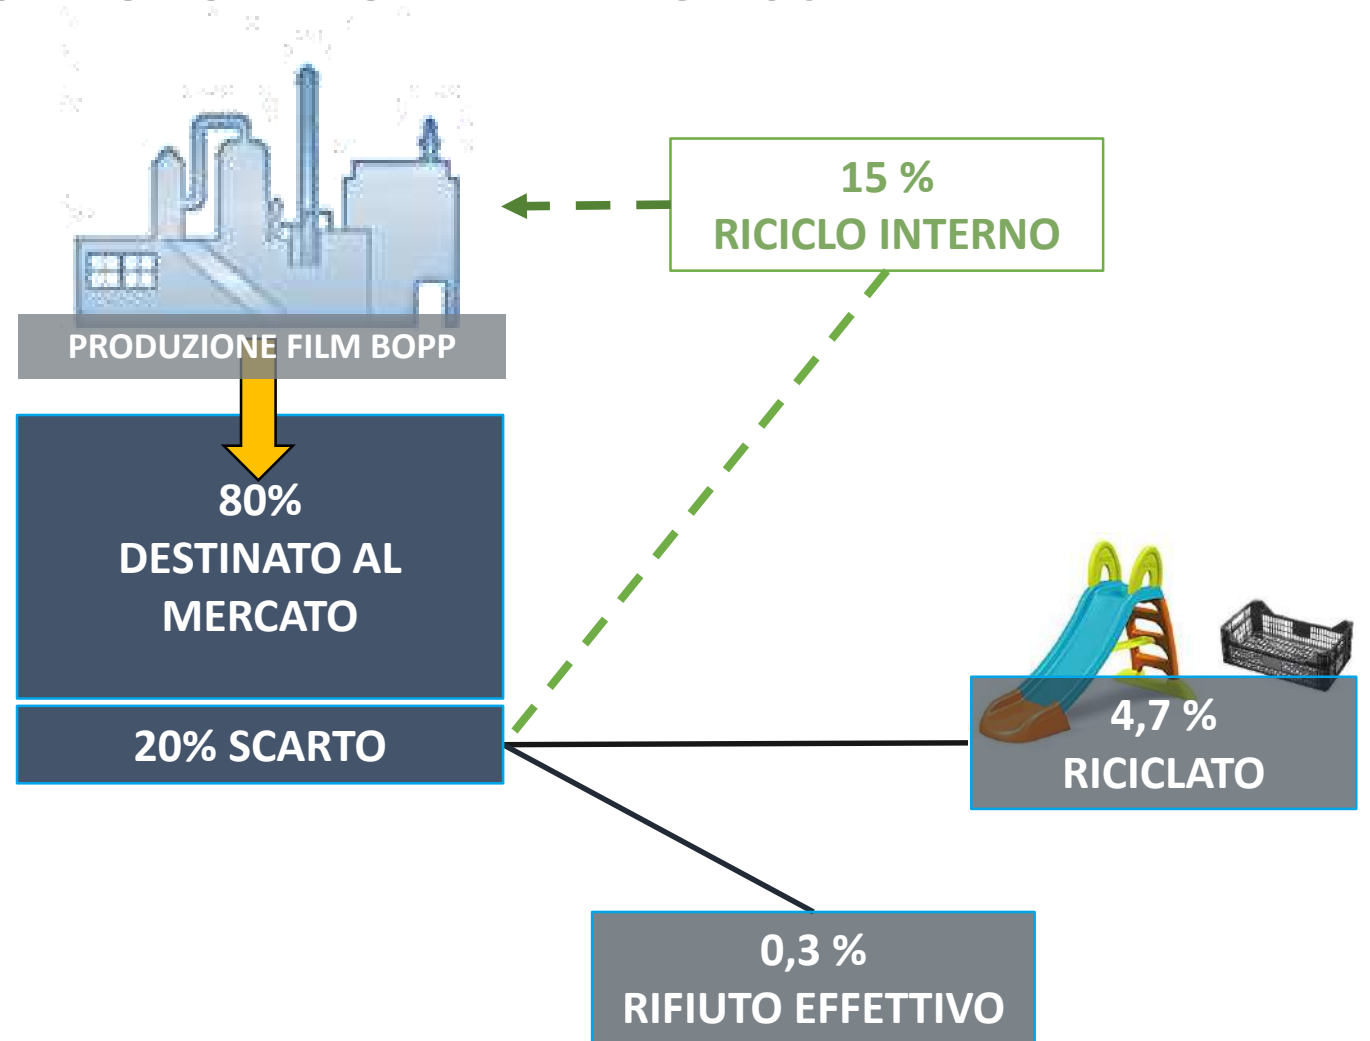 15 %
RICICLO INTERNO
PRODUZIONE FILM BOPP
80%
DESTINATO AL
MERCATO
20% SCARTO
4,7 %
RICICLATO
0,3 %
RIFIUTO EFFETTIVO